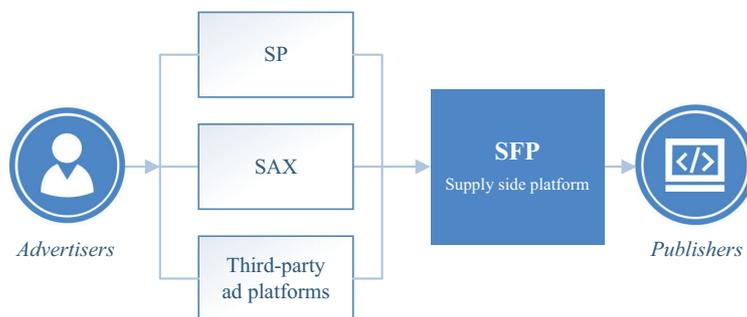 SP
SAX
Third-party
ad platforms
SFP
Supply side platform
Advertisers
Publishers
</>